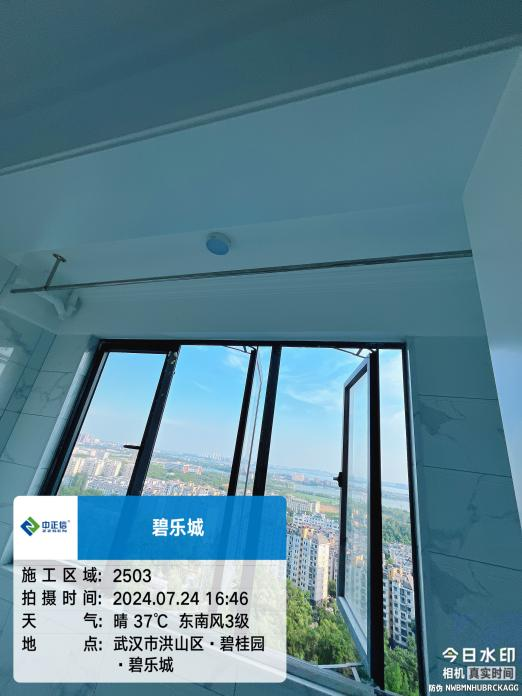 中正信
碧乐城
施工区域: 2503
拍摄时间: 2024.07.24 16:46
天气: 晴 37℃ 东南风3级
地点: 武汉市洪山区·碧桂园
·碧乐城
今日水印
相机 真实时间
防伪 NWBMNHUBRCKAGG